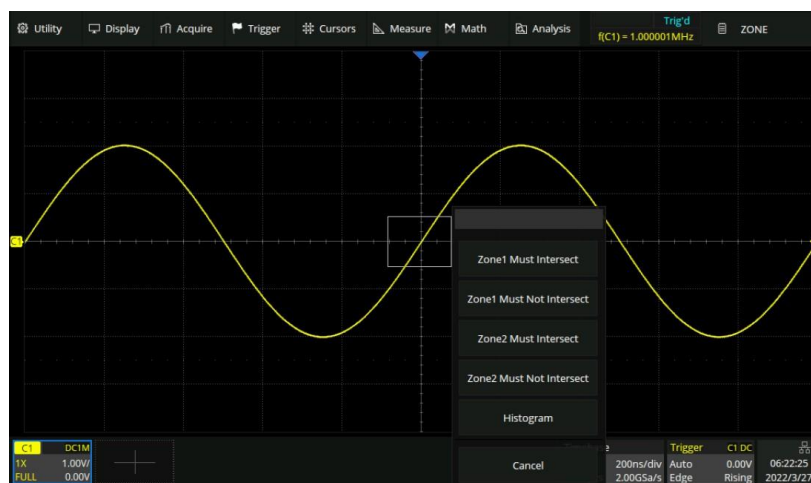 Utility Display Acquire Trigger Cursors Measure Math Analysis Trig'd ZONE
f(C1) = 1.000001MHz
C1
Zone1 Must Intersect
Zone1 Must Not Intersect
Zone2 Must Intersect
Zone2 Must Not Intersect
Histogram
Cancel
C1 DC1M
1X 1.00V/
FULL 0.00V
Trigger C1 DC
200ns/div Auto 0.00V 06:22:25
2.00GSa/s Edge Rising 2022/3/27